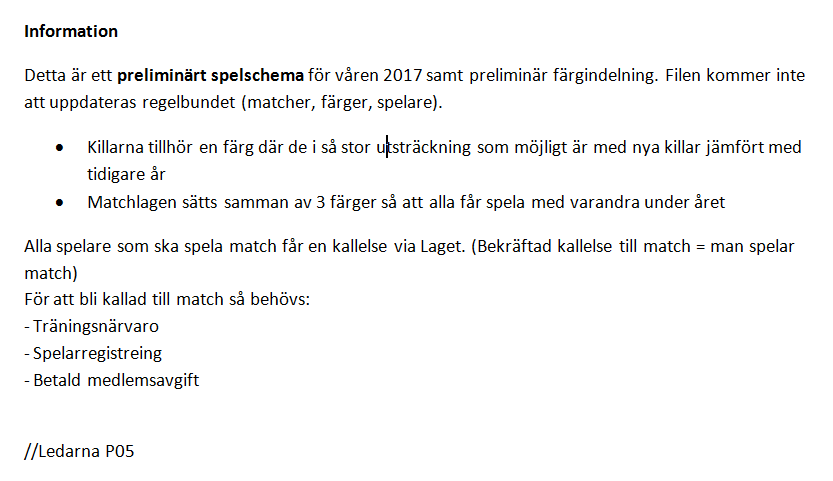 Information
Detta är ett preliminärt spelschema för våren 2017 samt preliminär färgindelning. Filen kommer inte
att uppdateras regelbundet (matcher, färger, spelare).
• Killarna tillhör en färg där de i så stor utsträckning som möjligt är med nya killar jämfört med
tidigare år
• Matchlagen sätts samman av 3 färger så att alla får spela med varandra under året
Alla spelare som ska spela match får en kallelse via Laget. (Bekräftad kallelse till match = man spelar
match)
För att bli kallad till match så behövs:
- Träningsnärvaro
- Spelarregistreing
- Betald medlemsavgift
//Ledarna P05